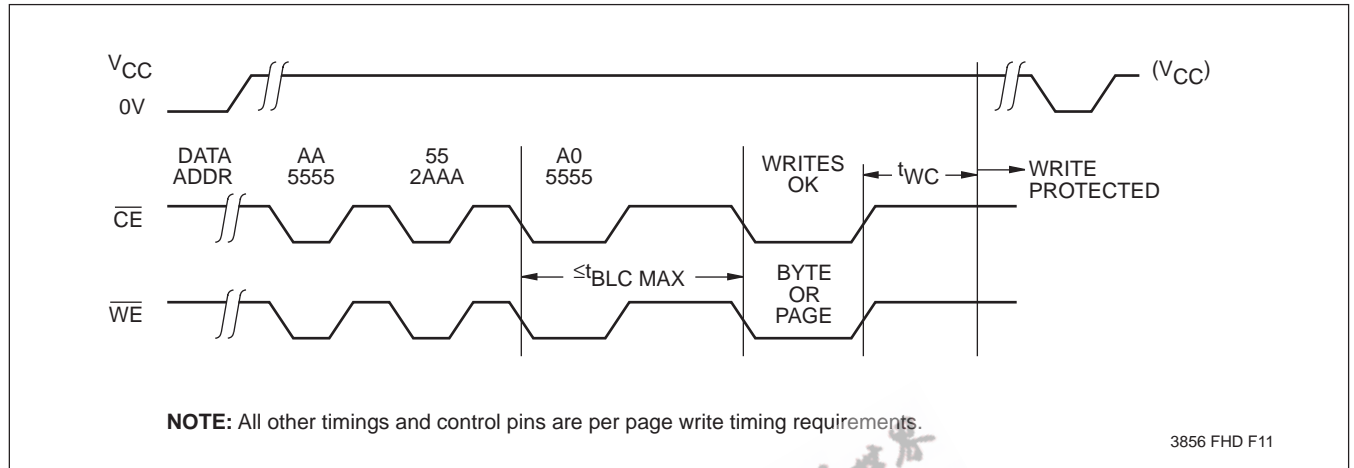 VCC
(VCC)
0V
DATA AA 55 A0
ADDR 5555 2AAA 5555
WRITES
OK
tWC
WRITE
PROTECTED
CE
≤tBLC MAX
BYTE
OR
PAGE
WE
NOTE: All other timings and control pins are per page write timing requirements.
3856 FHD F11